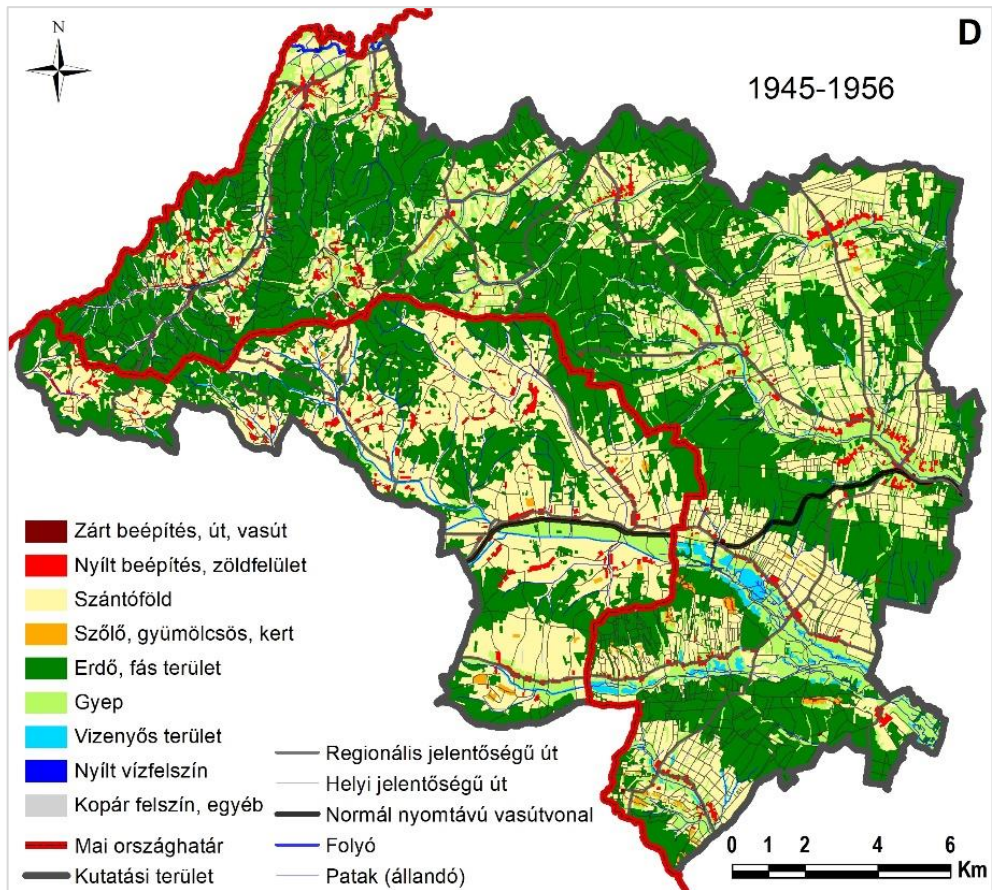 N
D
1945-1956
Zárt beépítés, út, vasút
Nyílt beépítés, zöldfelület
Szántóföld
Szőlő, gyümölcsös, kert
Erdő, fás terület
Gyep
Vizenyős terület
Nyílt vízfelszín
Kopár felszín, egyéb
Mai országhatár
Kutatási terület
Regionális jelentőségű út
Helyi jelentőségű út
Normál nyomtávú vasútvonal
Folyó
Patak (állandó)
0 1 2 4 6
Km